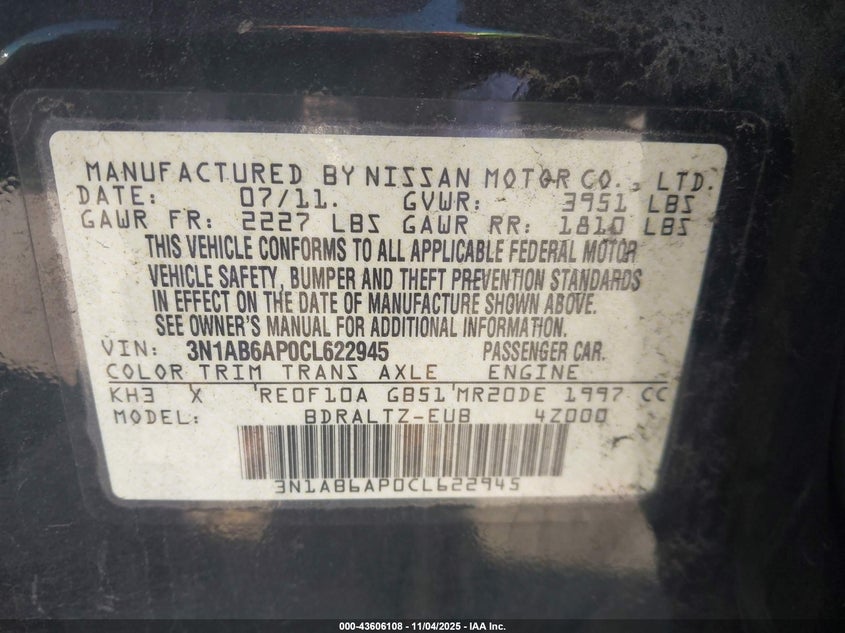 MANUFACTURED BY NISSAN MOTOR CO., LTD.
DATE: 07/11. GVWR: 3951 LBS
GAWR FR: 2227 LBS GAWR RR: 1810 LBS
THIS VEHICLE CONFORMS TO ALL APPLICABLE FEDERAL MOTOR
VEHICLE SAFETY, BUMPER AND THEFT PREVENTION STANDARDS
IN EFFECT ON THE DATE OF MANUFACTURE SHOWN ABOVE.
SEE OWNER'S MANUAL FOR ADDITIONAL INFORMATION.
VIN: 3N1AB6AP0CL622945 PASSENGER CAR.
COLOR TRIM TRANS AXLE ENGINE
KH3 X RE0F10A GB51 MR20DE 1997 CC
MODEL: BDRALTZ-EUB 4Z000
3N1AB6AP0CL622945
000-43606108 - 11/04/2025 - IAA Inc.